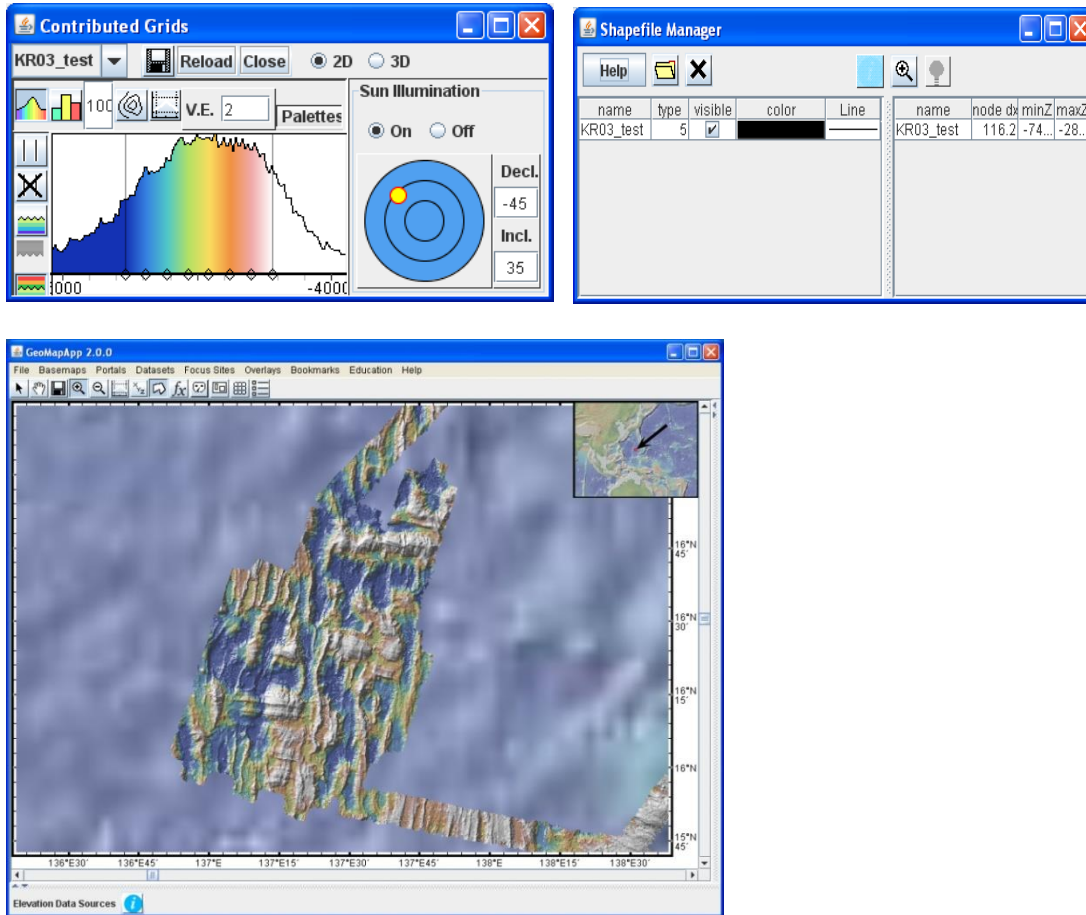 Contributed Grids
KR03_test Reload Close 2D 3D
100 V.E. 2 Palettes
Sun Illumination
On Off
Decl.
-45
Incl.
35
000 -400
Shapefile Manager
Help
name type visible color Line name node dx minZ maxZ
KR03_test 5 KR03_test 116.2 -74... -28...
GeoMapApp 2.0.0
File Basemaps Portals Datasets Focus Sites Overlays Bookmarks Education Help
16°N
45'
16°N
30'
16°N
15'
16°N
15°N
45'
136°E30' 136°E45' 137°E 137°E15' 137°E30' 137°E45' 138°E 138°E15' 138°E30'
Elevation Data Sources